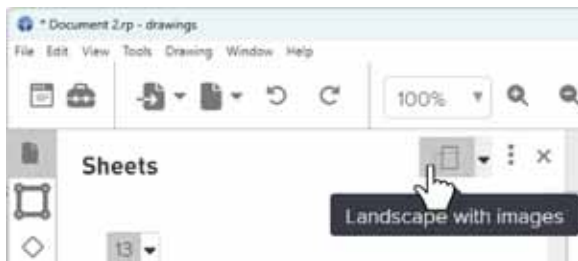 * Document 2.rp - drawings
File Edit View Tools Drawing Window Help
100%
Sheets
Landscape with images
13